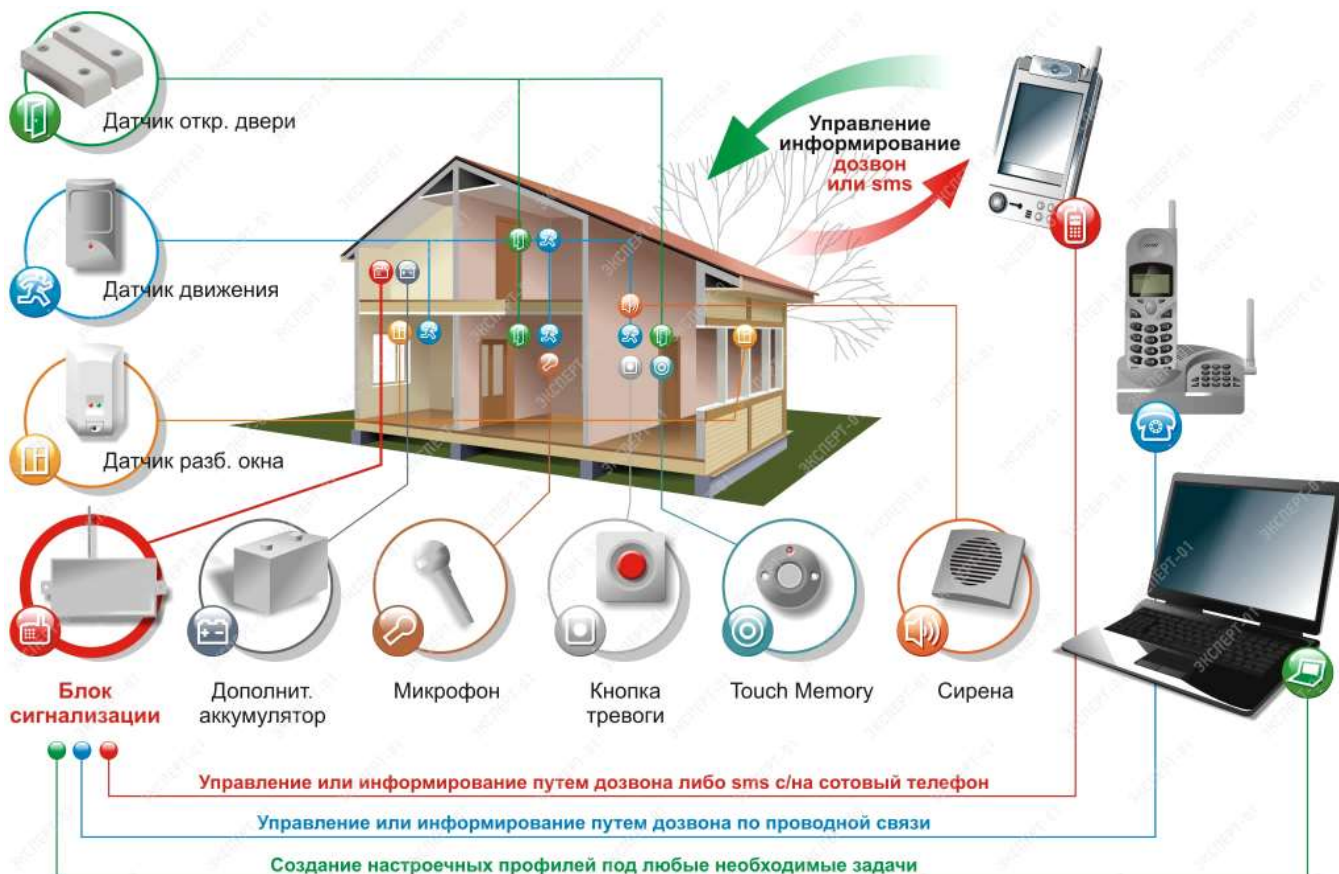 Датчик откр. двери
Управление
информирование
дозвон
или sms
Датчик движения
Датчик разб. окна
Блок
сигнализации
Дополнит.
аккумулятор
Микрофон
Кнопка
тревоги
Touch Memory
Сирена
Управление или информирование путем дозвона либо sms с/на сотовый телефон
Управление или информирование путем дозвона по проводной связи
Создание настроечных профилей под любые необходимые задачи
ЭКСПЕРТ-01